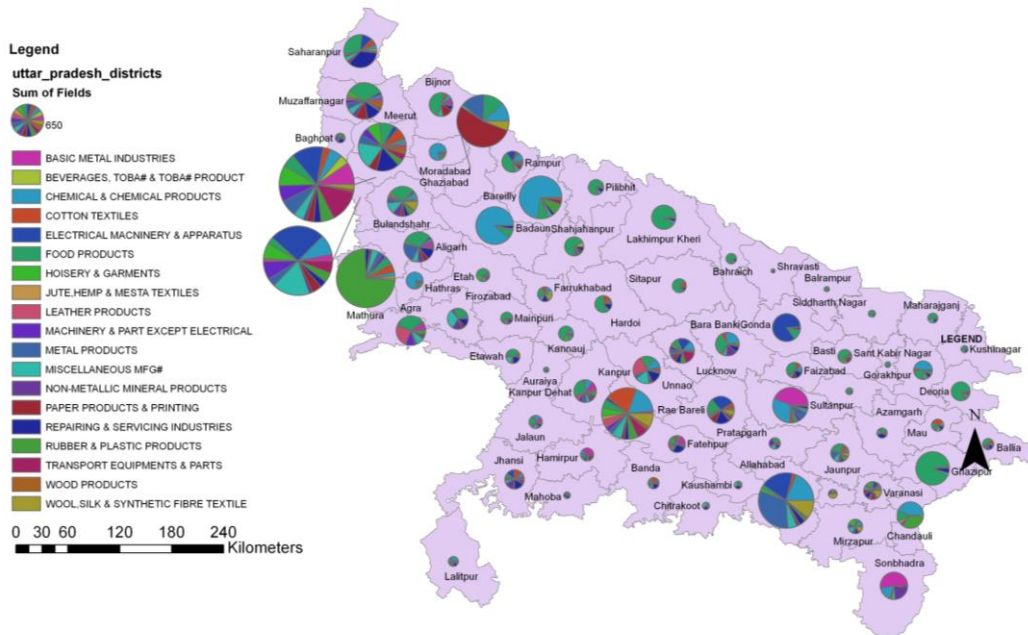 Legend
uttar_pradesh_districts
Sum of Fields
650
BASIC METAL INDUSTRIES
BEVERAGES, TOBA# & TOBA# PRODUCT
CHEMICAL & CHEMICAL PRODUCTS
COTTON TEXTILES
ELECTRICAL MACNINERY & APPARATUS
FOOD PRODUCTS
HOISERY & GARMENTS
JUTE,HEMP & MESTA TEXTILES
LEATHER PRODUCTS
MACHINERY & PART EXCEPT ELECTRICAL
METAL PRODUCTS
MISCELLANEOUS MFG#
NON-METALLIC MINERAL PRODUCTS
PAPER PRODUCTS & PRINTING
REPAIRING & SERVICING INDUSTRIES
RUBBER & PLASTIC PRODUCTS
TRANSPORT EQUIPMENTS & PARTS
WOOD PRODUCTS
WOOL,SILK & SYNTHETIC FIBRE TEXTILE
0 30 60 120 180 240
Kilometers
Saharanpur
Bijnor
Muzaffarnagar
Meerut
Baghpat
Moradabad
Ghaziabad
Rampur
Bareilly
Pilibhit
Bulandshahr
Badaun
Shahjahanpur
Lakhimpur Kheri
Aligarh
Bahraich
Shravasti
Balrampur
Etah
Hathras
Sitapur
Siddharth Nagar
Maharajganj
Mathura
Firozabad
Farrukhabad
Agra
Mainpuri
Hardoi
Bara Banki
Gonda
LEGEND
Kushinagar
Kannauj
Basti
Sant Kabir Nagar
Etawah
Lucknow
Faizabad
Gorakhpur
Auraiya
Kanpur
Unnao
Kanpur Dehat
Deoria
Rae Bareli
Sultanpur
Azamgarh
N
Jalaun
Pratapgarh
Mau
Ballia
Fatehpur
Jhansi
Hamirpur
Banda
Allahabad
Jaunpur
Ghazipur
Mahoba
Kaushambi
Varanasi
Chitrakoot
Mirzapur
Chandauli
Lalitpur
Sonbhadra